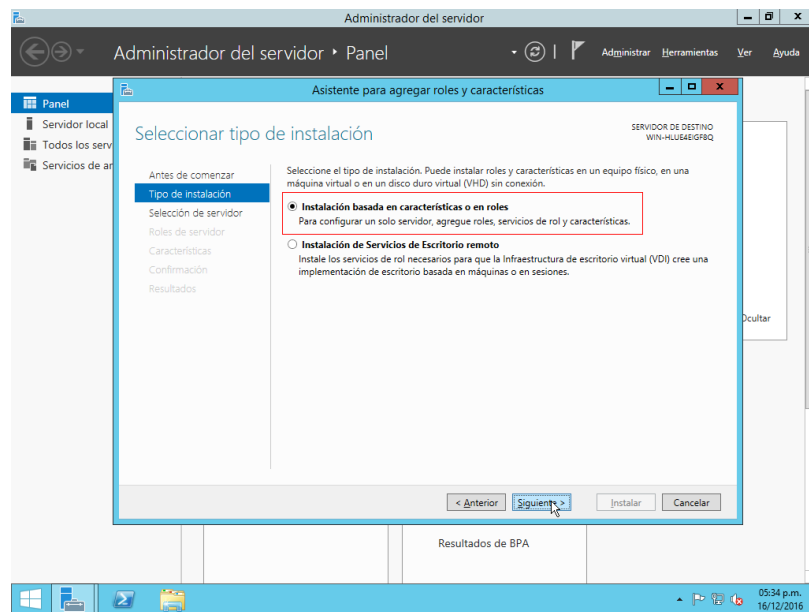 Administrador del servidor
Administrador del servidor • Panel
Administrar Herramientas Ver Ayuda
Panel
Servidor local
Todos los serv
Servicios de ar
Asistente para agregar roles y características
Seleccionar tipo de instalación
SERVIDOR DE DESTINO
WIN-HLUE4EIGF8Q
Antes de comenzar
Tipo de instalación
Selección de servidor
Roles de servidor
Características
Confirmación
Resultados
Seleccione el tipo de instalación. Puede instalar roles y características en un equipo físico, en una
máquina virtual o en un disco duro virtual (VHD) sin conexión.
Instalación basada en características o en roles
Para configurar un solo servidor, agregue roles, servicios de rol y características.
Instalación de Servicios de Escritorio remoto
Instale los servicios de rol necesarios para que la Infraestructura de escritorio virtual (VDI) cree una
implementación de escritorio basada en máquinas o en sesiones.
Ocultar
< Anterior Siguiente > Instalar Cancelar
Resultados de BPA
05:34 p.m.
16/12/2016